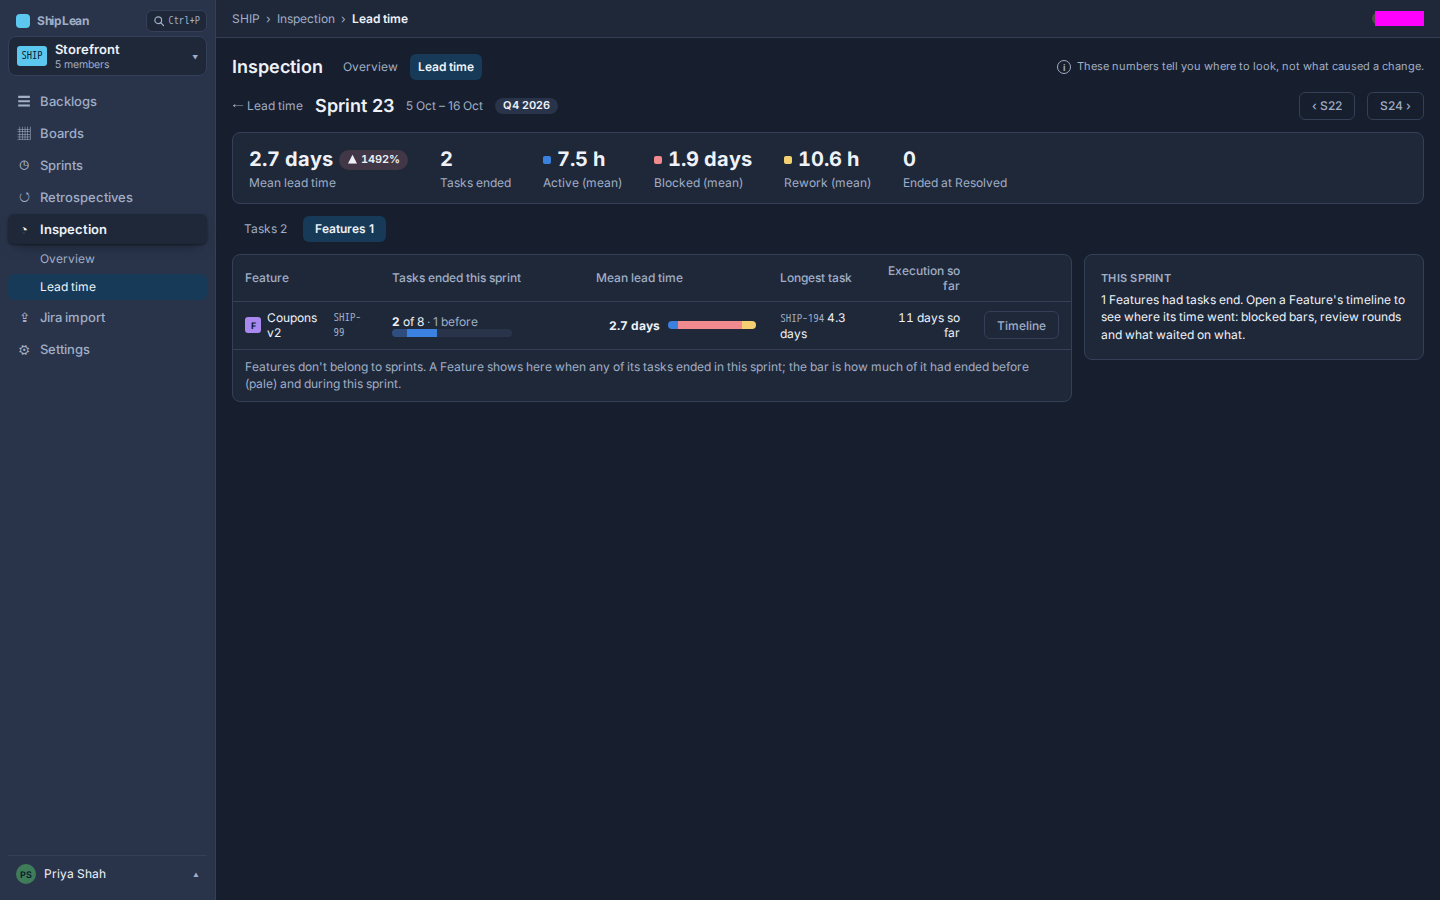 ShipLean
Ctrl+P
SHIP
Storefront
5 members
Backlogs
Boards
Sprints
Retrospectives
Inspection
Overview
Lead time
Jira import
Settings
PS
Priya Shah
SHIP › Inspection › Lead time
Inspection Overview Lead time
These numbers tell you where to look, not what caused a change.
← Lead time Sprint 23 5 Oct – 16 Oct Q4 2026
‹ S22 S24 ›
2.7 days ▲ 1492%
Mean lead time
2
Tasks ended
7.5 h
Active (mean)
1.9 days
Blocked (mean)
10.6 h
Rework (mean)
0
Ended at Resolved
Tasks 2 Features 1
Feature
Tasks ended this sprint
Mean lead time
Longest task
Execution so
far
F
Coupons
v2
SHIP-
99
2 of 8 · 1 before
2.7 days
SHIP-194 4.3
days
11 days so
far
Timeline
Features don't belong to sprints. A Feature shows here when any of its tasks ended in this sprint; the bar is how much of it had ended before
(pale) and during this sprint.
THIS SPRINT
1 Features had tasks end. Open a Feature's timeline to
see where its time went: blocked bars, review rounds
and what waited on what.